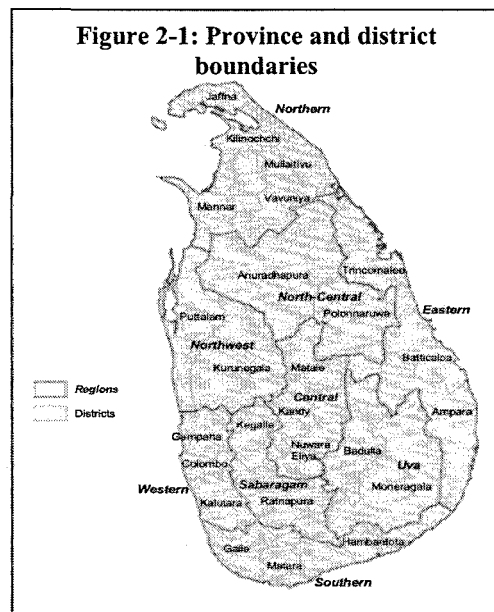 Figure 2-1: Province and district
boundaries
Jaffna
Northern
Kilinochchi
Mullaitivu
Vavuniya
Mannar
Trincomalee
Anuradhapura
North-Central
Eastern
Polonnaruwa
Puttalam
Northwest
Batticaloa
Kurunegala
Matale
Regions
Central
Districts
Ampara
Kandy
Kegalle
Gampaha
Nuwara
Eliya
Badulla
Uva
Colombo
Sabaragam
Moneragala
Western
Ratnapura
Kalutara
Hambantota
Galle
Matara
Southern